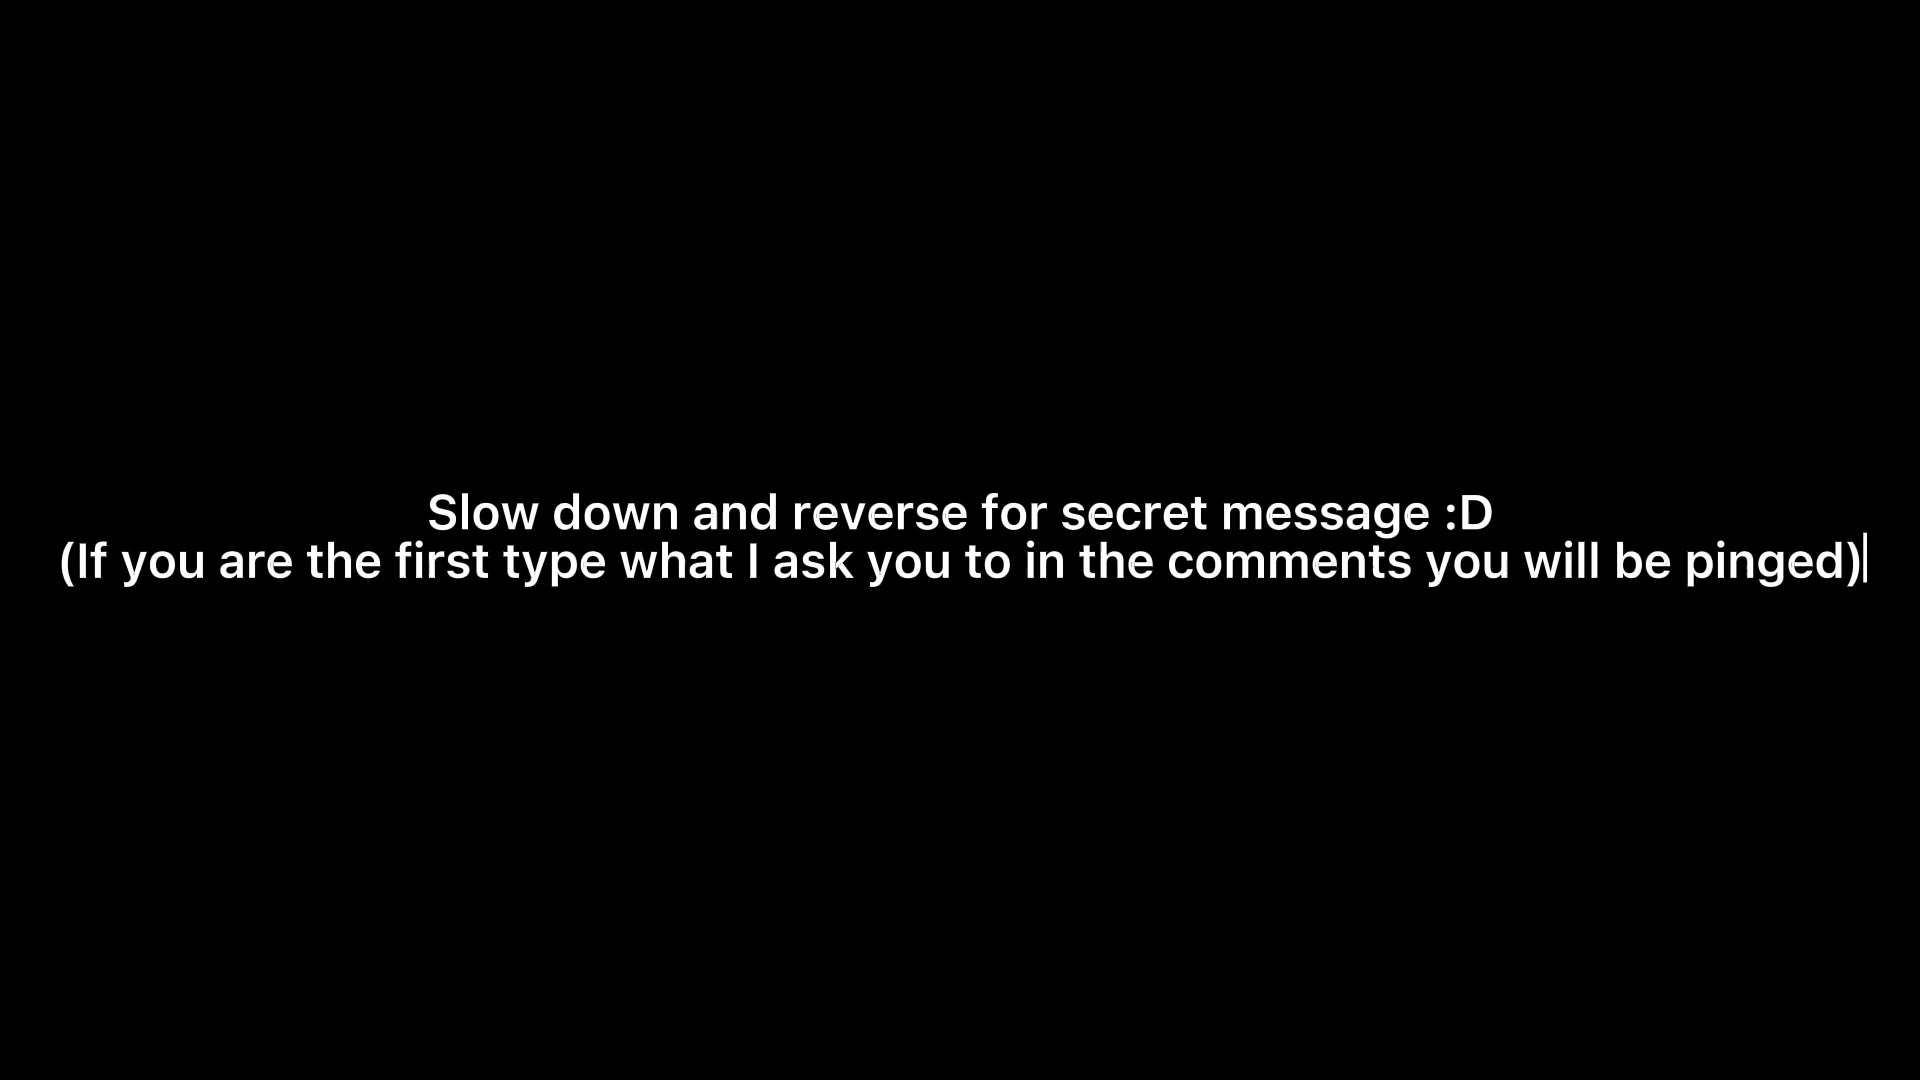 Slow down and reverse for secret message :D
(If you are the first type what I ask you to in the comments you will be pinged)